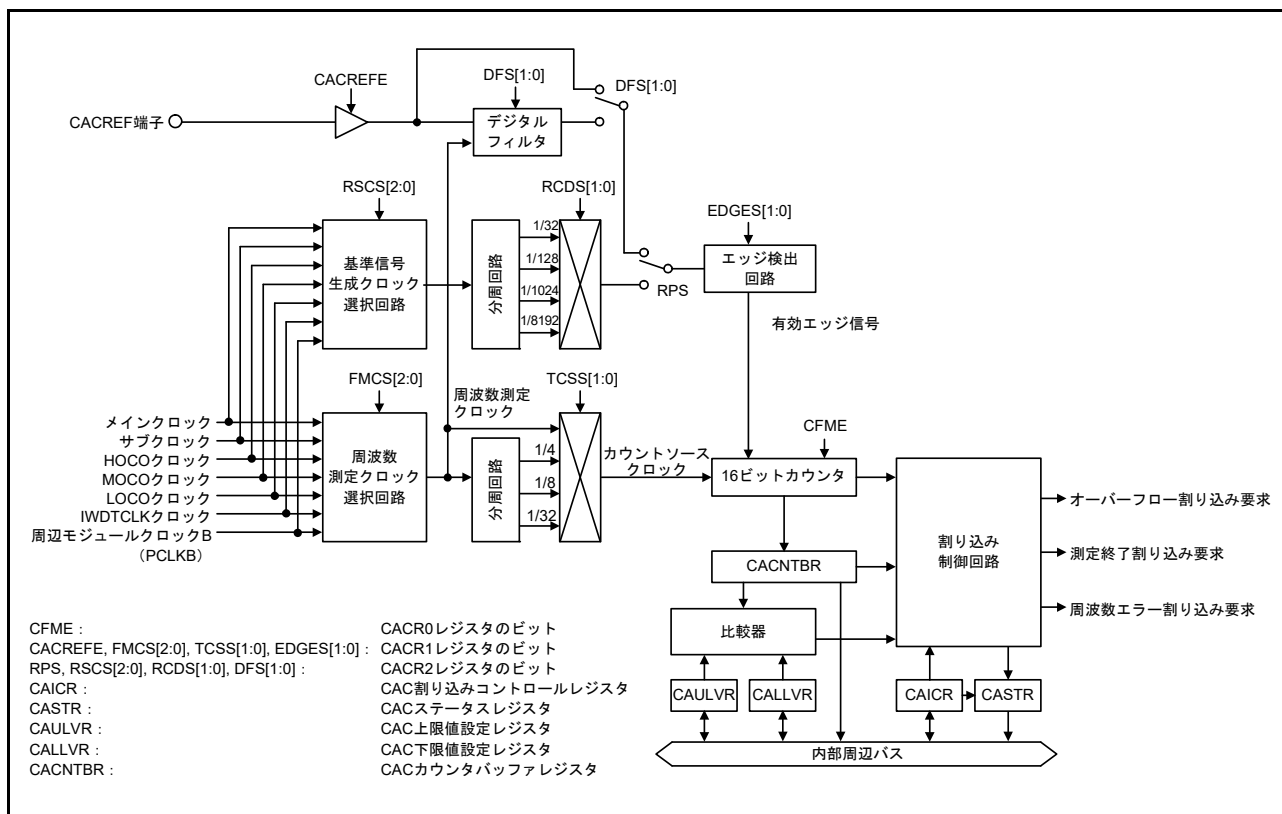 CACREFE
CACREF端子
DFS[1:0]
DFS[1:0]
デジタル
フィルタ
RSCS[2:0]
RCDS[1:0]
EDGES[1:0]
基準信号
生成クロック
選択回路
分周回路
1/32
1/128
1/1024
1/8192
RPS
エッジ検出
回路
有効エッジ信号
FMCS[2:0]
周波数測定
クロック
TCSS[1:0]
メインクロック
サブクロック
HOCOクロック
MOCOクロック
LOCOクロック
IWDTCLKクロック
周辺モジュールクロックB
（PCLKB）
周波数
測定クロック
選択回路
分周回路
1/4
1/8
1/32
カウントソース
クロック
CFME
16ビットカウンタ
CACNTBR
比較器
割り込み
制御回路
オーバーフロー割り込み要求
測定終了割り込み要求
周波数エラー割り込み要求
CAULVR
CALLVR
CAICR
CASTR
内部周辺バス
CFME : CACR0レジスタのビット
CACREFE, FMCS[2:0], TCSS[1:0], EDGES[1:0] : CACR1レジスタのビット
RPS, RSCS[2:0], RCDS[1:0], DFS[1:0] : CACR2レジスタのビット
CAICR : CAC割り込みコントロールレジスタ
CASTR : CACステータスレジスタ
CAULVR : CAC上限値設定レジスタ
CALLVR : CAC下限値設定レジスタ
CACNTBR : CACカウンタバッファレジスタ